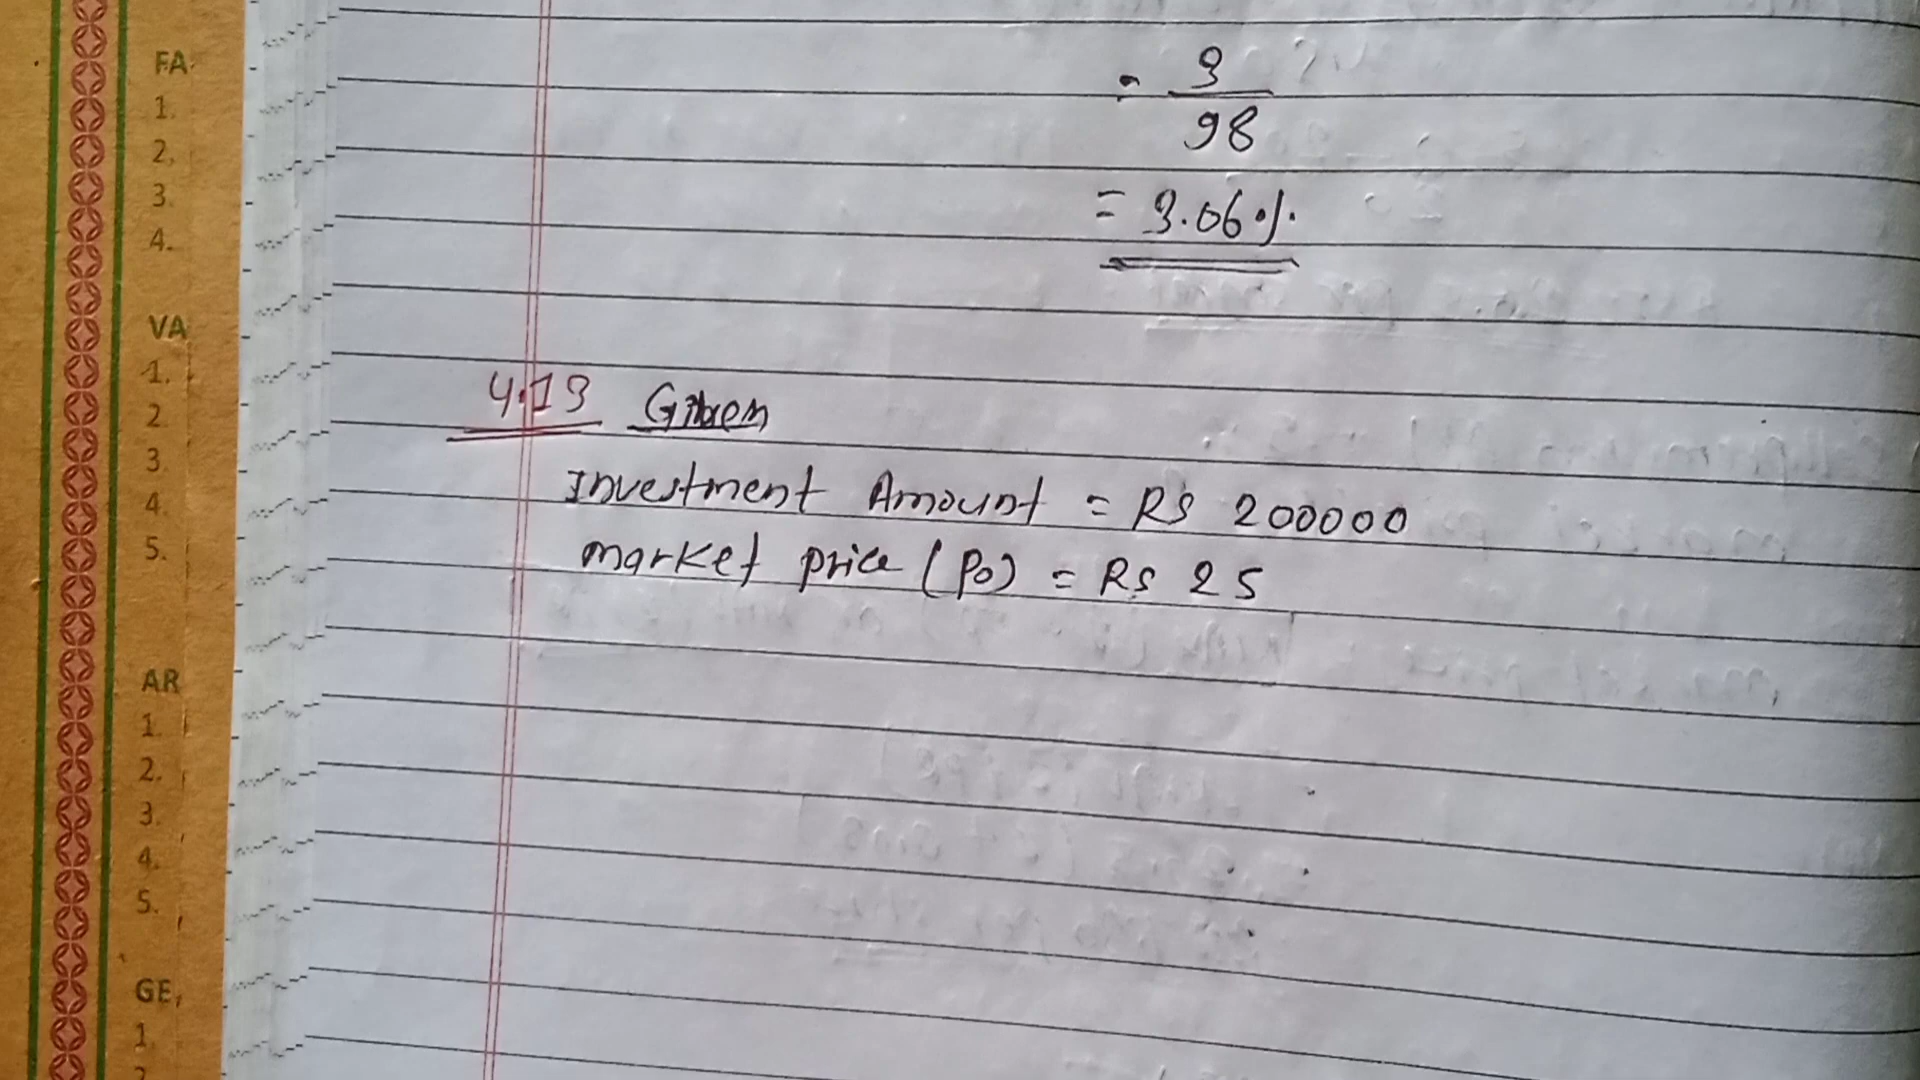 FA
1.
2.
3.
4.
VA
1.
2
3.
4.
5.
AR
1.
2.
3.
4.
5.
GE,
1.
2
= 3
98
= 3.06%
4.13 Given
Investment Amount = RS 200000
market price (P0) = RS 25